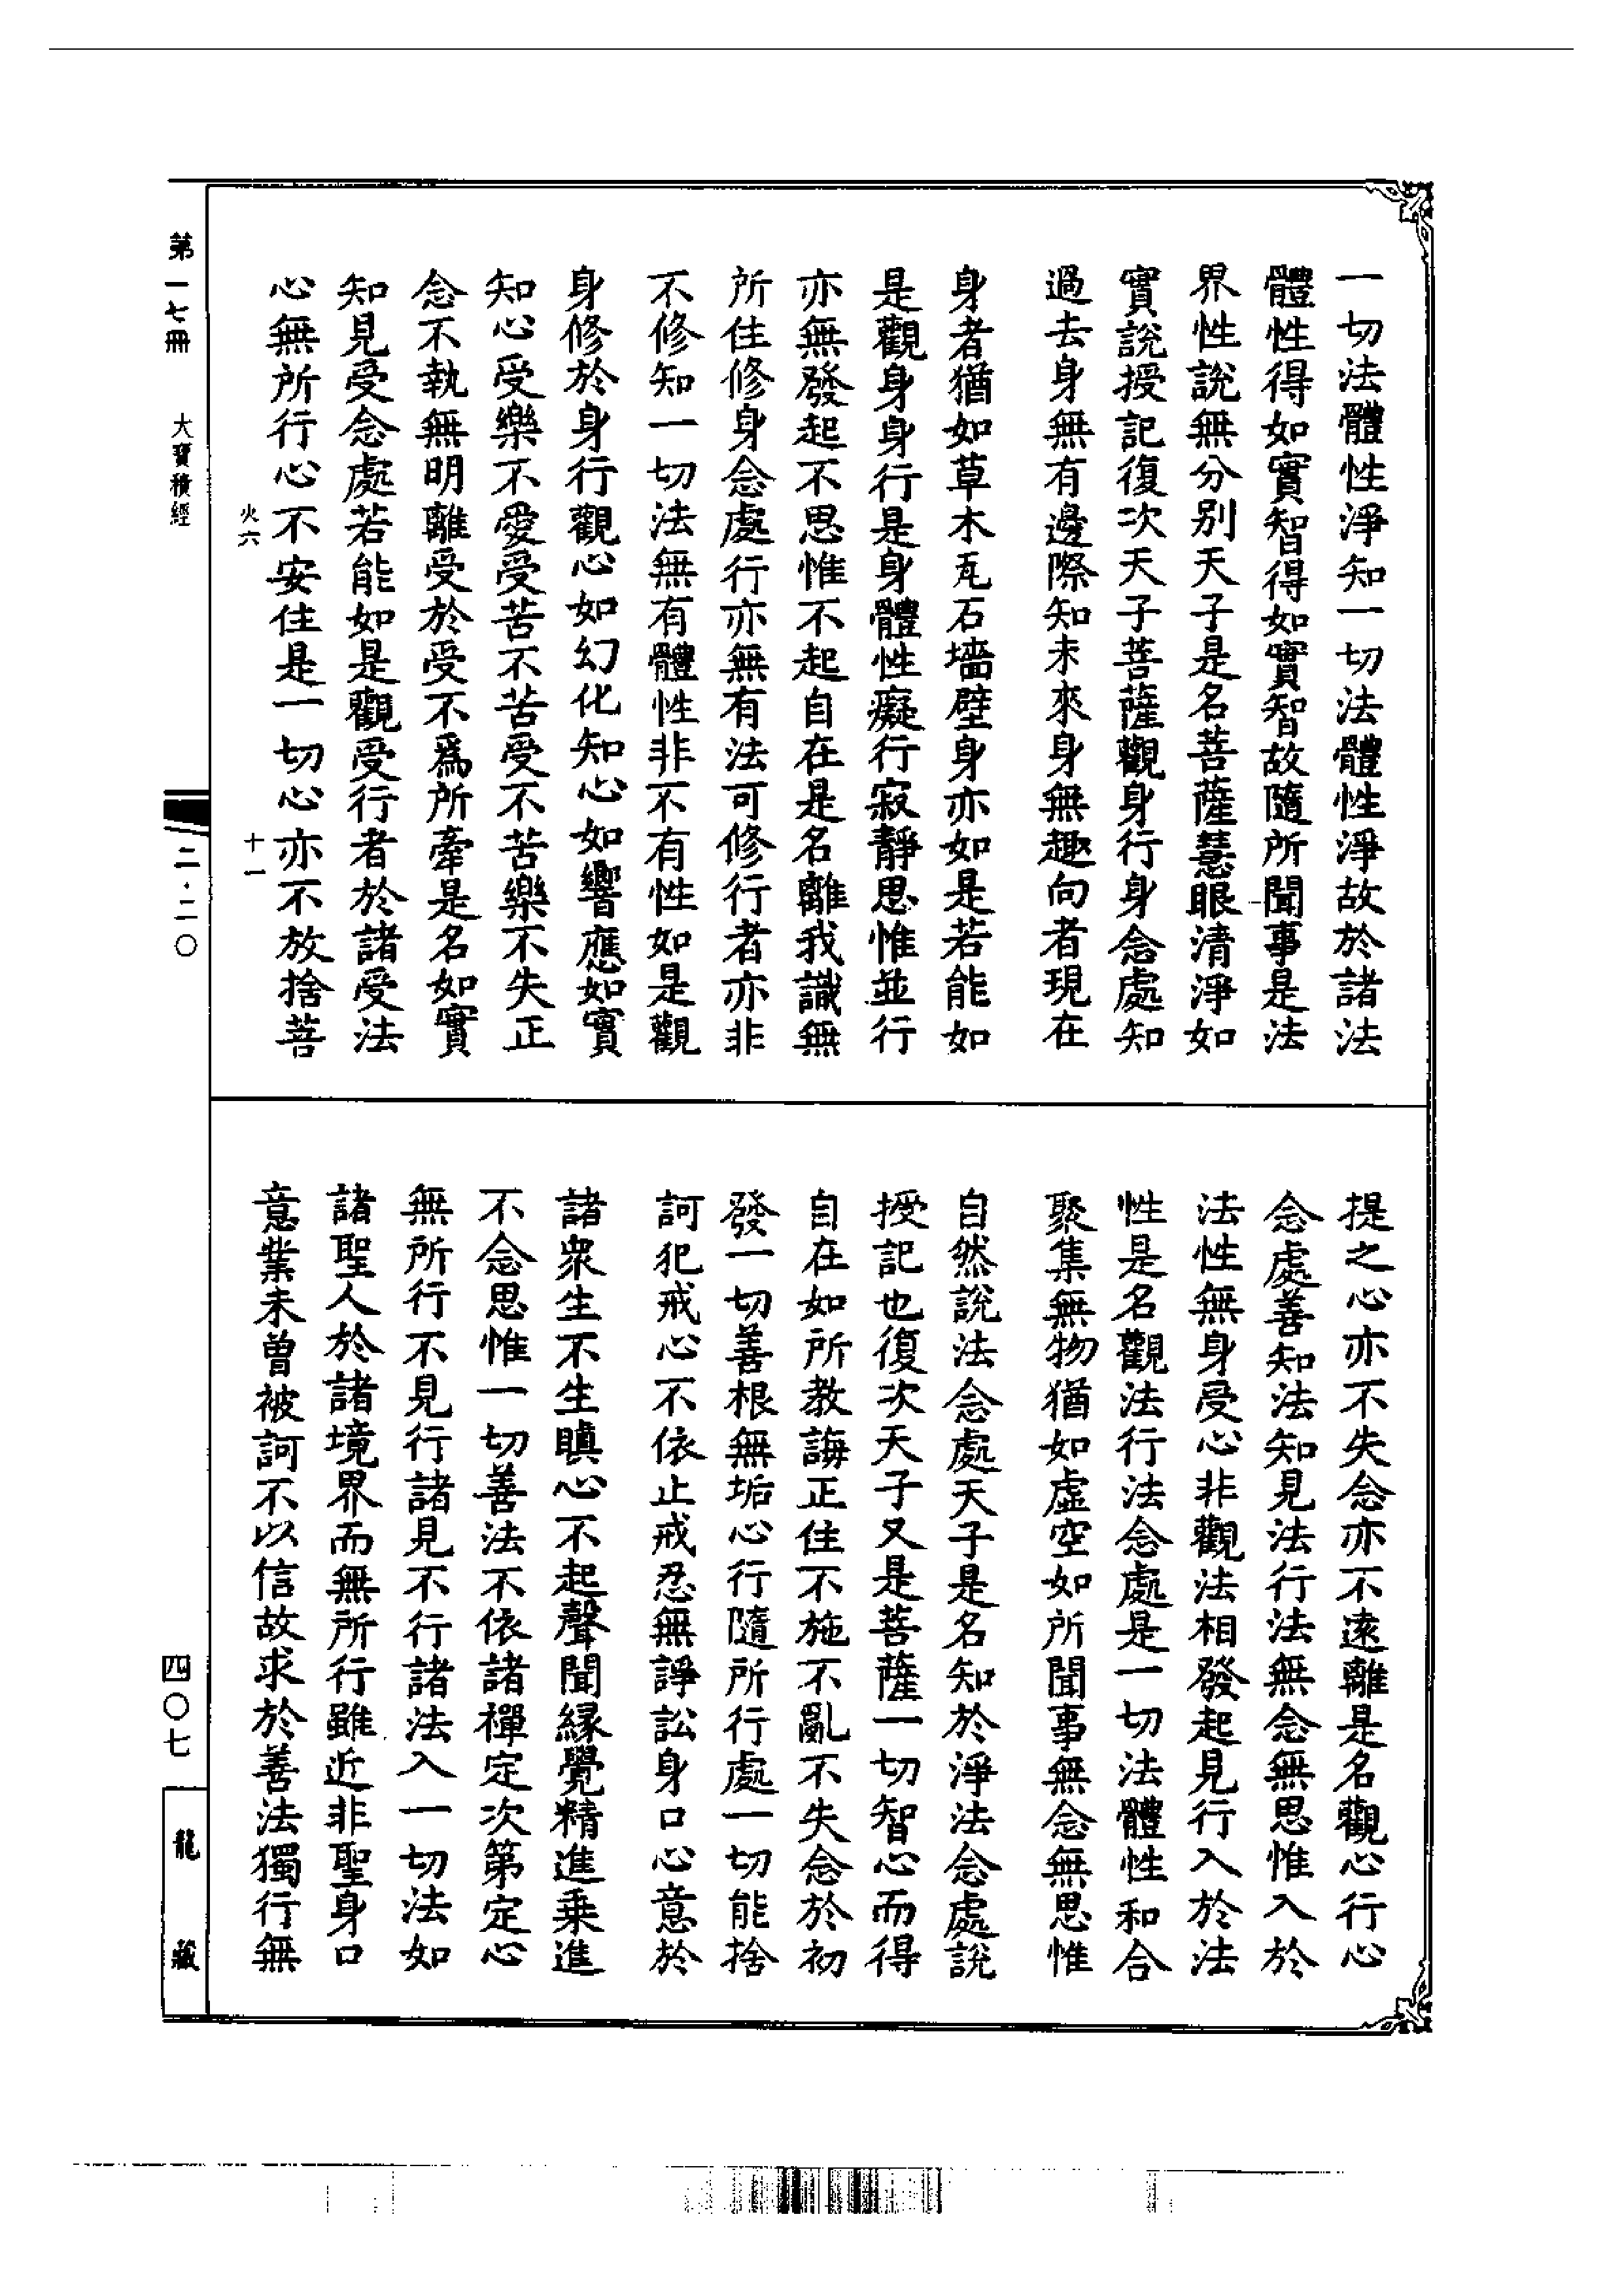 一切法體性淨知一切法體性淨故於諸法
體性得如實智得如實智故隨所聞事是法
界性說無分別天子是名菩薩慧眼清淨如
實說授記復次天子菩薩觀身行身念處知
過去身無有邊際知未來身無趣向者現在
身者猶如草木瓦石墻壁身亦如是若能如
是觀身身行是身體性癡行寂靜思惟並行
亦無發起不思惟不起自在是名離我識無
所住修身念處行亦無有法可修行者亦非
不修知一切法無有體性非不有性如是觀
身修於身行觀心如幻化知心如響應如實
知心受樂不愛受苦不苦受不苦樂不失正
念不執無明離受於受不爲所牽是名如實
知見受念處若能如是觀受行者於諸受法
心無所行心不安住是一切心亦不放捨菩
火六
十一
提之心亦不失念亦不遠離是名觀心行心
念處善知法知見法行法無念無思惟入於
法性無身受心非觀法相發起見行入於法
性是名觀法行法念處是一切法體性和合
聚集無物猶如虛空如所聞事無念無思惟
自然說法念處天子是名知於淨法念處說
授記也復次天子又是菩薩一切智心而得
自在如所教誨正住不施不亂不失念於初
發一切善根無垢心行隨所行處一切能捨
訶犯戒心不依止戒忍無諍訟身口心意於
諸衆生不生瞋心不起聲聞緣覺精進乘進
不念思惟一切善法不依諸禪定次第定心
無所行不見行諸見不行諸法入一切法如
諸聖人於諸境界而無所行雖近非聖身口
意業未曾被訶不以信故求於善法獨行無
第一七冊
大寶積經
二·二〇
四〇七
龍藏